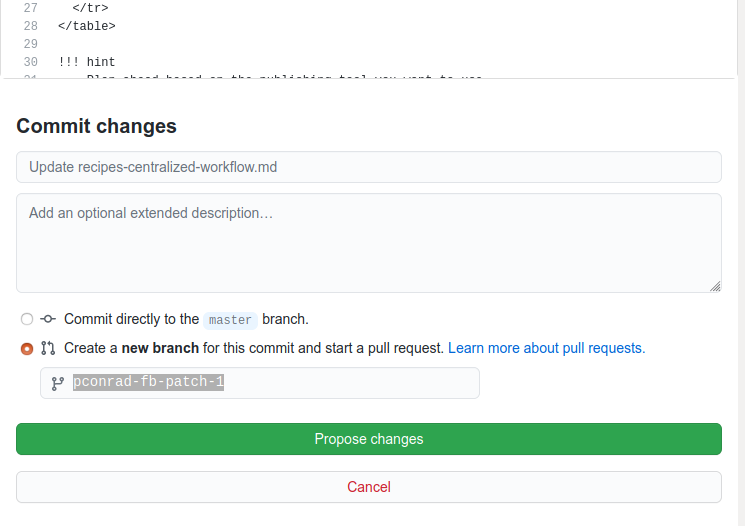 27 </tr>
28 </table>
29
30 !!! hint
Commit changes
Update recipes-centralized-workflow.md
Add an optional extended description…
Commit directly to the master branch.
Create a new branch for this commit and start a pull request. Learn more about pull requests.
pconrad-fb-patch-1
Propose changes
Cancel